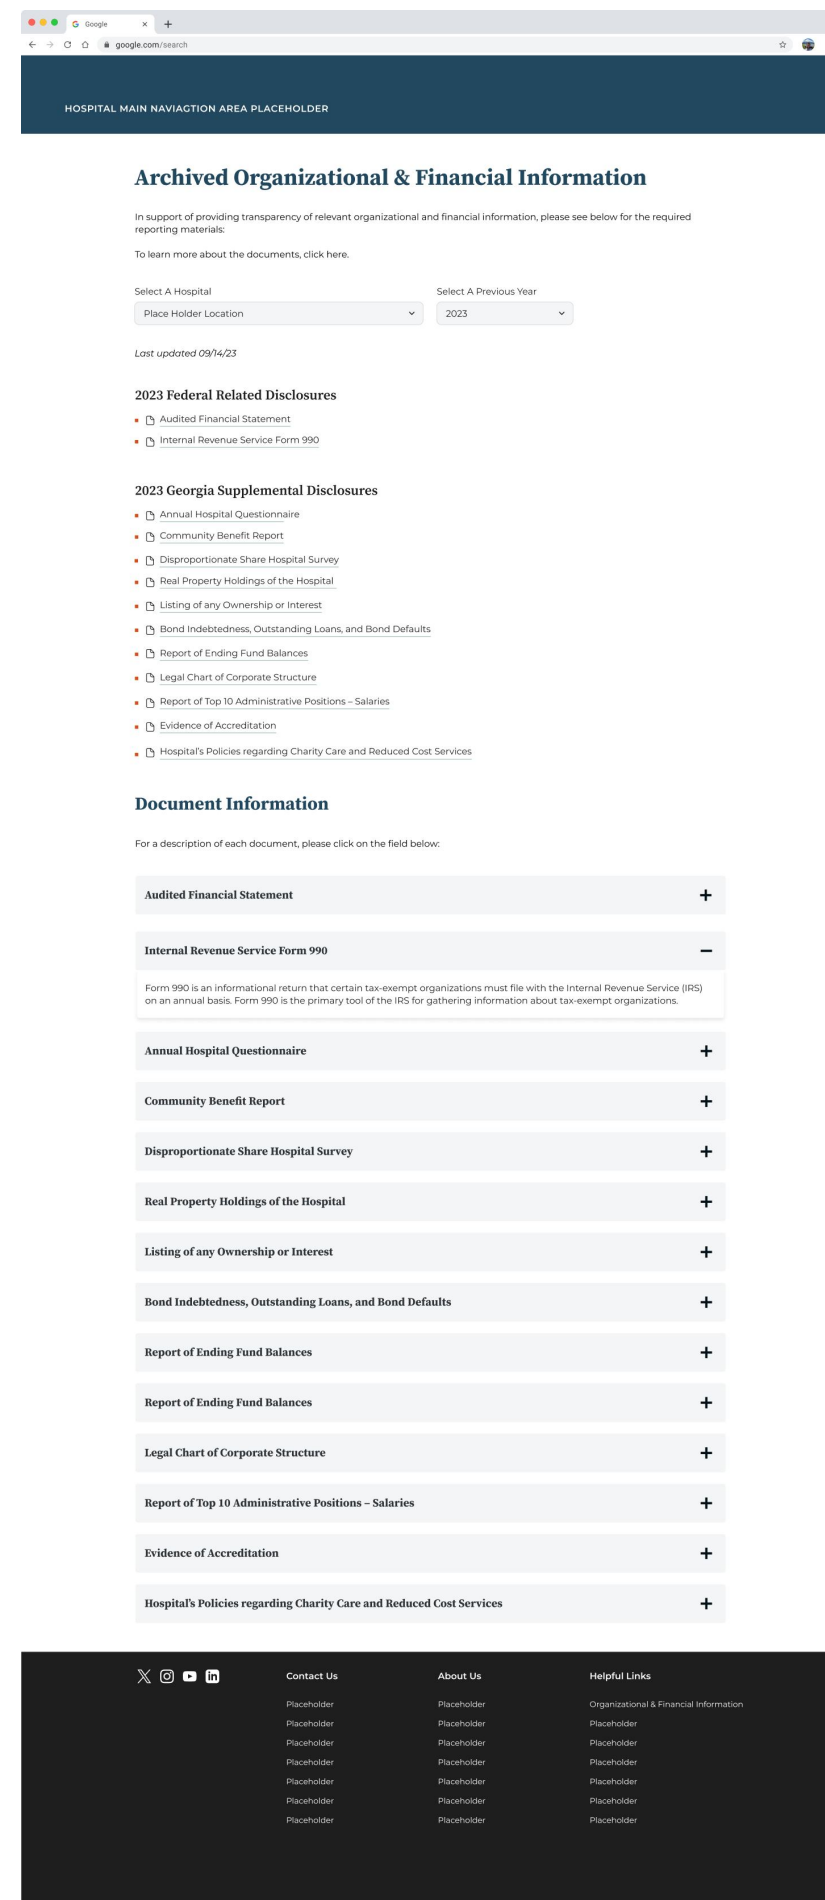 Google
google.com/search
HOSPITAL MAIN NAVIAGTION AREA PLACEHOLDER
Archived Organizational & Financial Information
In support of providing transparency of relevant organizational and financial information, please see below for the required
reporting materials:
To learn more about the documents, click here.
Select A Hospital
Select A Previous Year
Place Holder Location
2023
Last updated 09/14/23
2023 Federal Related Disclosures
Audited Financial Statement
Internal Revenue Service Form 990
2023 Georgia Supplemental Disclosures
Annual Hospital Questionnaire
Community Benefit Report
Disproportionate Share Hospital Survey
Real Property Holdings of the Hospital
Listing of any Ownership or Interest
Bond Indebtedness, Outstanding Loans, and Bond Defaults
Report of Ending Fund Balances
Legal Chart of Corporate Structure
Report of Top 10 Administrative Positions – Salaries
Evidence of Accreditation
Hospital's Policies regarding Charity Care and Reduced Cost Services
Document Information
For a description of each document, please click on the field below:
Audited Financial Statement
Internal Revenue Service Form 990
Form 990 is an informational return that certain tax-exempt organizations must file with the Internal Revenue Service (IRS)
on an annual basis. Form 990 is the primary tool of the IRS for gathering information about tax-exempt organizations.
Annual Hospital Questionnaire
Community Benefit Report
Disproportionate Share Hospital Survey
Real Property Holdings of the Hospital
Listing of any Ownership or Interest
Bond Indebtedness, Outstanding Loans, and Bond Defaults
Report of Ending Fund Balances
Report of Ending Fund Balances
Legal Chart of Corporate Structure
Report of Top 10 Administrative Positions – Salaries
Evidence of Accreditation
Hospital's Policies regarding Charity Care and Reduced Cost Services
Contact Us
Placeholder
Placeholder
Placeholder
Placeholder
Placeholder
Placeholder
Placeholder
About Us
Placeholder
Placeholder
Placeholder
Placeholder
Placeholder
Placeholder
Placeholder
Helpful Links
Organizational & Financial Information
Placeholder
Placeholder
Placeholder
Placeholder
Placeholder
Placeholder